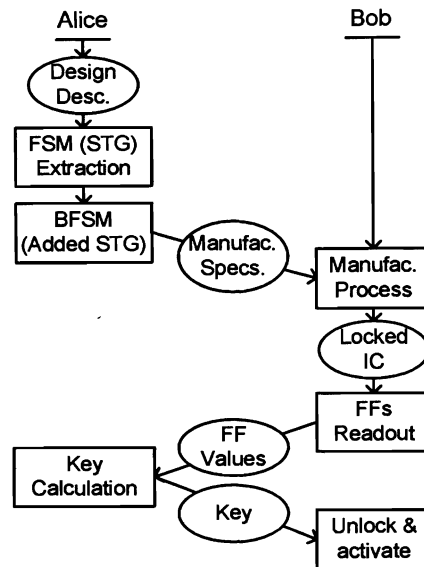 Alice
Bob
Design
Desc.
FSM (STG)
Extraction
BFSM
(Added STG)
Manufac.
Specs.
Manufac.
Process
Locked
IC
FFs
Readout
FF
Values
Key
Calculation
Key
Unlock &
activate